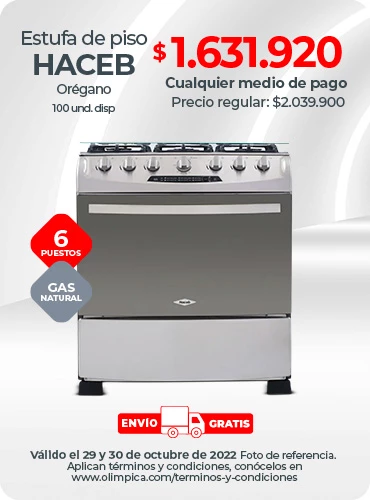 Estufa de piso
HACEB
Orégano
100 und. disp
$1.631.920
Cualquier medio de pago
Precio regular: $2.039.900
6
PUESTOS
GAS
NATURAL
ENVÍO GRATIS
Válido el 29 y 30 de octubre de 2022 Foto de referencia.
Aplican términos y condiciones, conócelos en
www.olimpica.com/terminos-y-condiciones